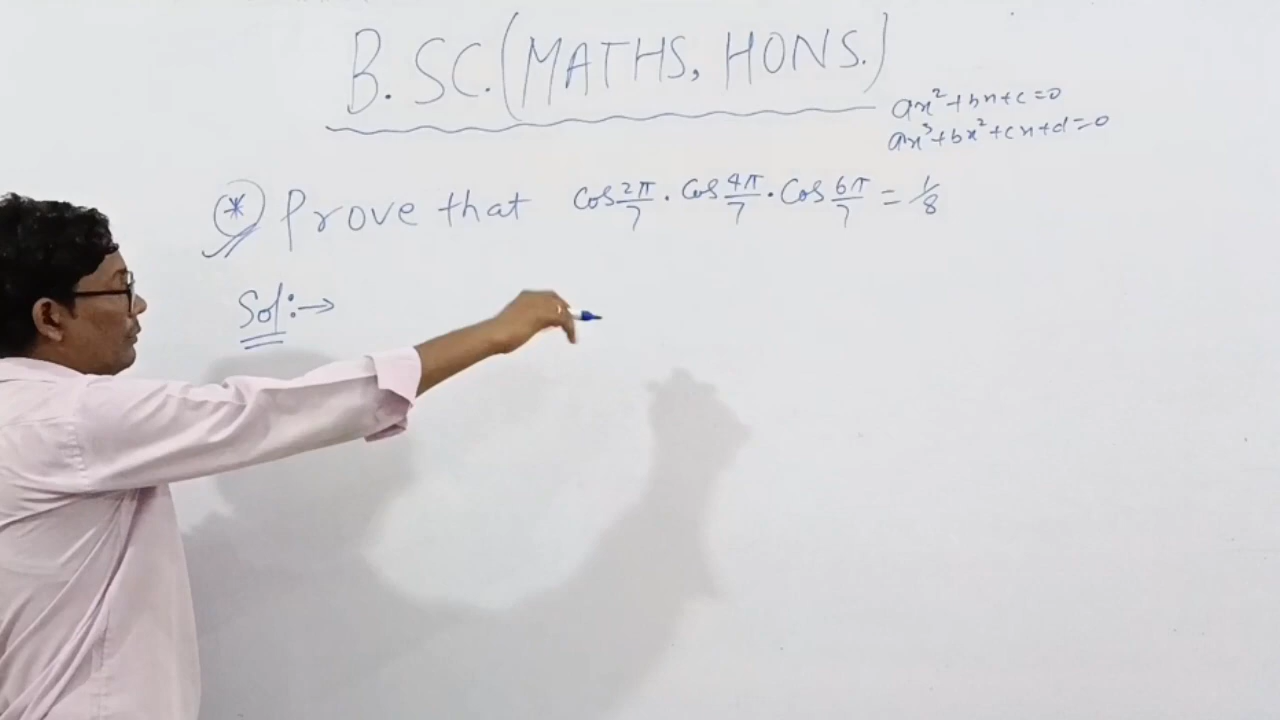 B.SC.(MATHS, HONS.)
ax²+bx+c=0
ax³+bx²+cx+d=0
* Prove that cos 2π/7 . cos 4π/7 . cos 6π/7 = 1/8
Sol:→